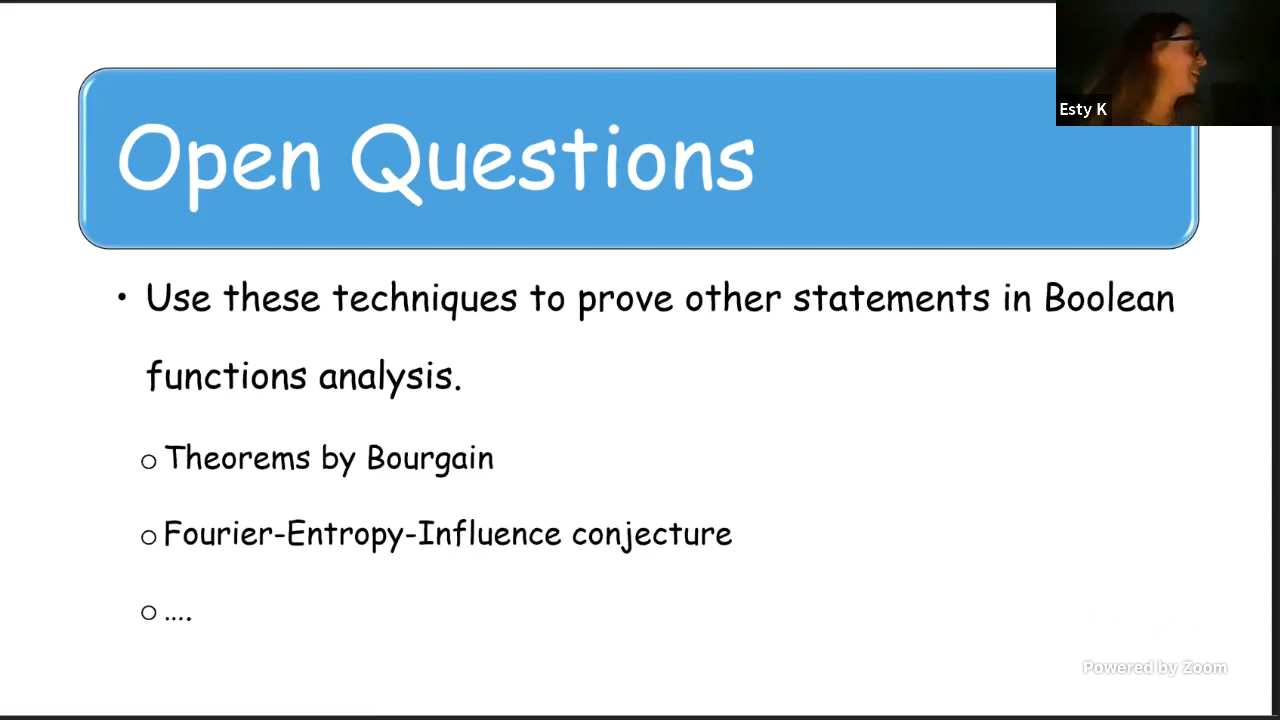 Esty K
Open Questions
• Use these techniques to prove other statements in Boolean
functions analysis.
o Theorems by Bourgain
o Fourier-Entropy-Influence conjecture
o ....
Powered by Zoom